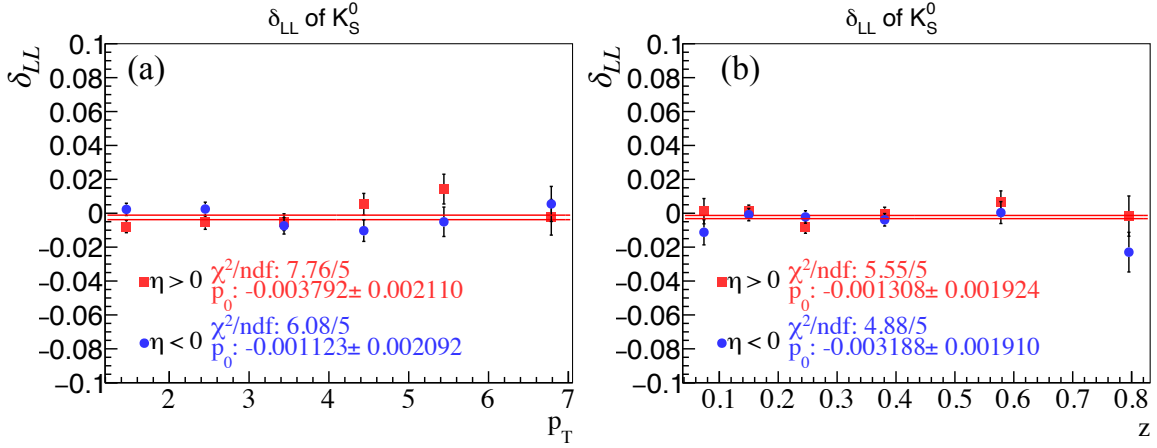 δLL of K⁰S
(a)
δLL
0.1
0.08
0.06
0.04
0.02
0
−0.02
−0.04
−0.06
−0.08
−0.1
η > 0
χ²/ndf: 7.76/5
p₀: -0.003792± 0.002110
η < 0
χ²/ndf: 6.08/5
p₀: -0.001123± 0.002092
2 3 4 5 6 7
pT
δLL of K⁰S
(b)
δLL
0.1
0.08
0.06
0.04
0.02
0
−0.02
−0.04
−0.06
−0.08
−0.1
η > 0
χ²/ndf: 5.55/5
p₀: -0.001308± 0.001924
η < 0
χ²/ndf: 4.88/5
p₀: -0.003188± 0.001910
0.1 0.2 0.3 0.4 0.5 0.6 0.7 0.8
z